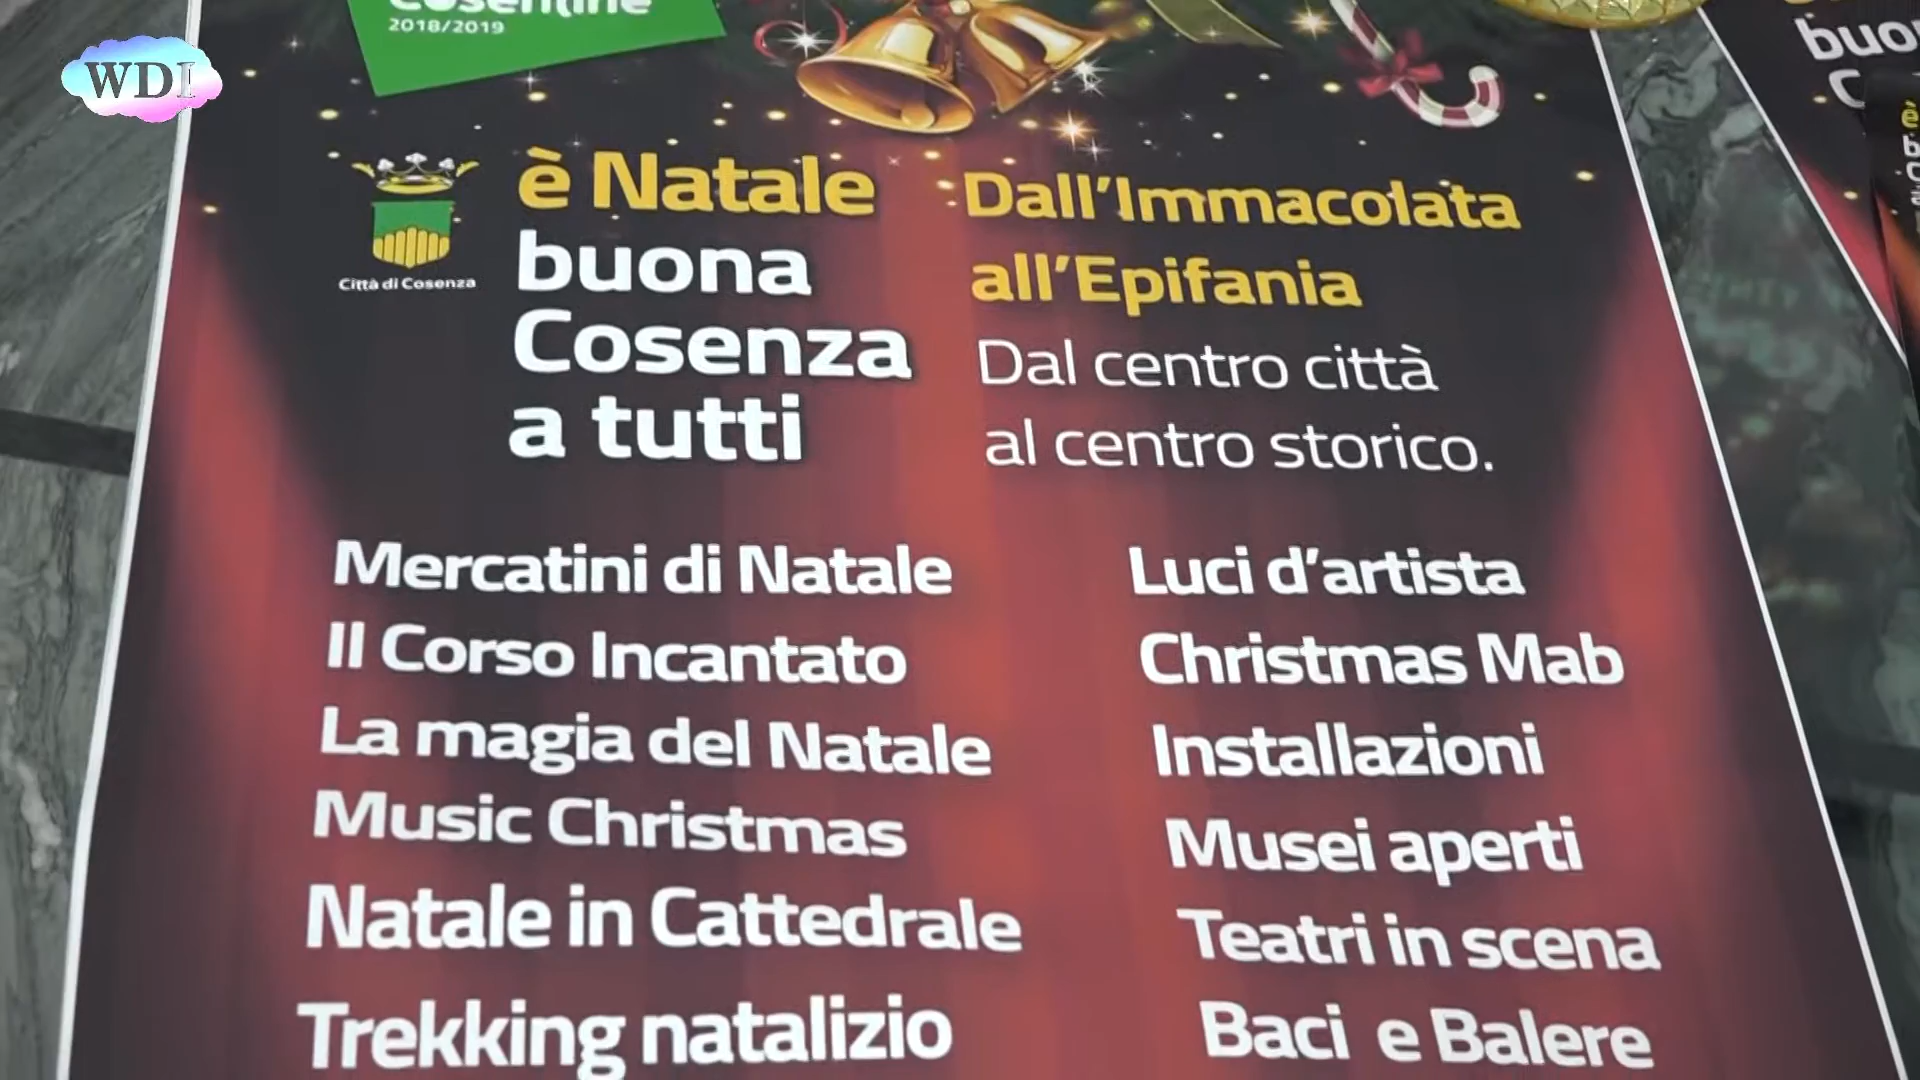 Cosentine
2018/2019
WDI
Città di Cosenza
è Natale
buona
Cosenza
a tutti
Dall'Immacolata
all'Epifania
Dal centro città
al centro storico.
Mercatini di Natale
Il Corso Incantato
La magia del Natale
Music Christmas
Natale in Cattedrale
Trekking natalizio
Luci d'artista
Christmas Mab
Installazioni
Musei aperti
Teatri in scena
Baci e Balere